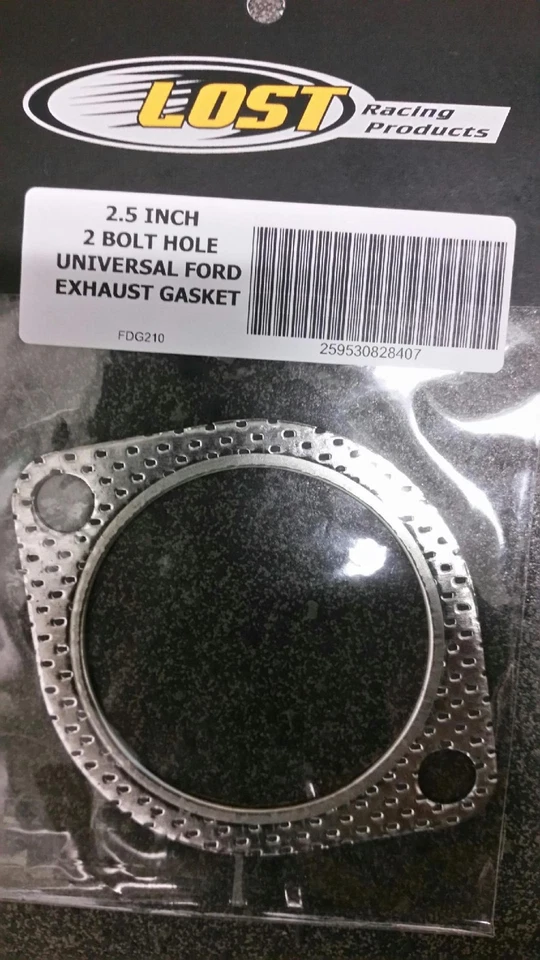 LOST
Racing
Products
2.5 INCH
2 BOLT HOLE
UNIVERSAL FORD
EXHAUST GASKET
FDG210
259530828407